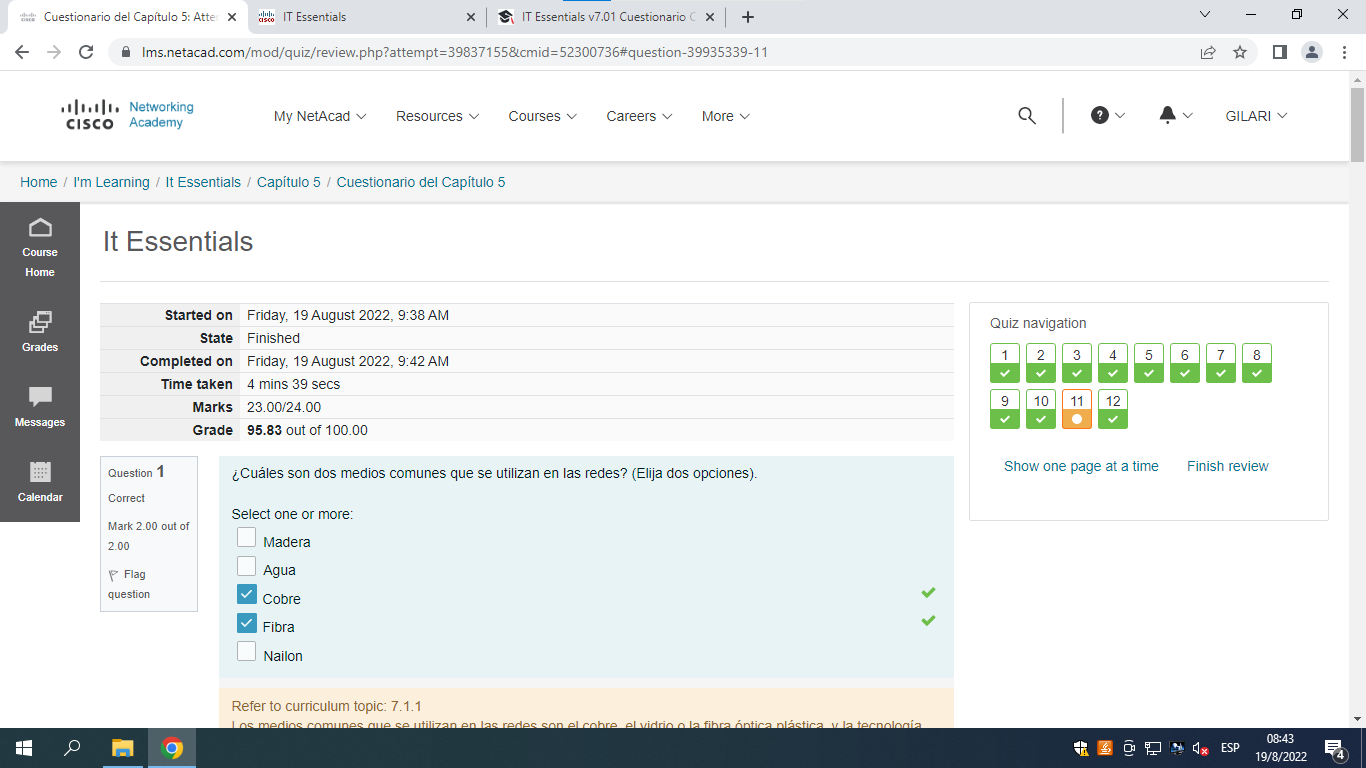 Cuestionario del Capítulo 5: Atte
IT Essentials
IT Essentials v7.01 Cuestionario C
lms.netacad.com/mod/quiz/review.php?attempt=39837155&cmid=52300736#question-39935339-11
cisco Networking Academy
My NetAcad
Resources
Courses
Careers
More
GILARI
Home / I'm Learning / It Essentials / Capítulo 5 / Cuestionario del Capítulo 5
Course
Home
Grades
Messages
Calendar
It Essentials
Started on Friday, 19 August 2022, 9:38 AM
State Finished
Completed on Friday, 19 August 2022, 9:42 AM
Time taken 4 mins 39 secs
Marks 23.00/24.00
Grade 95.83 out of 100.00
Quiz navigation
1 2 3 4 5 6 7 8
9 10 11 12
Show one page at a time Finish review
Question 1
Correct
Mark 2.00 out of
2.00
Flag
question
¿Cuáles son dos medios comunes que se utilizan en las redes? (Elija dos opciones).
Select one or more:
Madera
Agua
Cobre
Fibra
Nailon
Refer to curriculum topic: 7.1.1
Los medios comunes que se utilizan en las redes son el cobre, el vidrio o la fibra óptica plástica, y la tecnología
ESP
08:43
19/8/2022
4